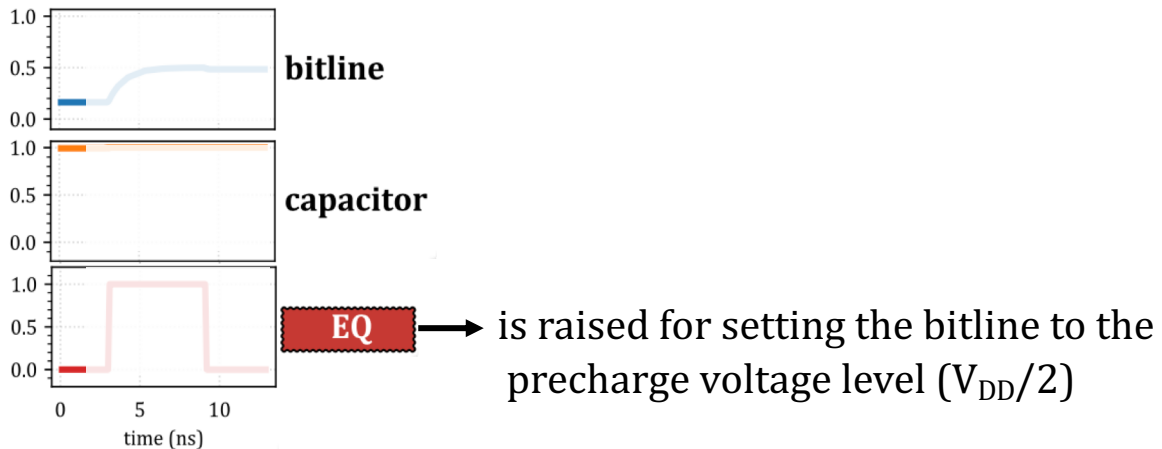 1.0
0.5
0.0
bitline
1.0
0.5
0.0
capacitor
1.0
0.5
0.0
EQ
is raised for setting the bitline to the
precharge voltage level (V_DD/2)
0 5 10
time (ns)